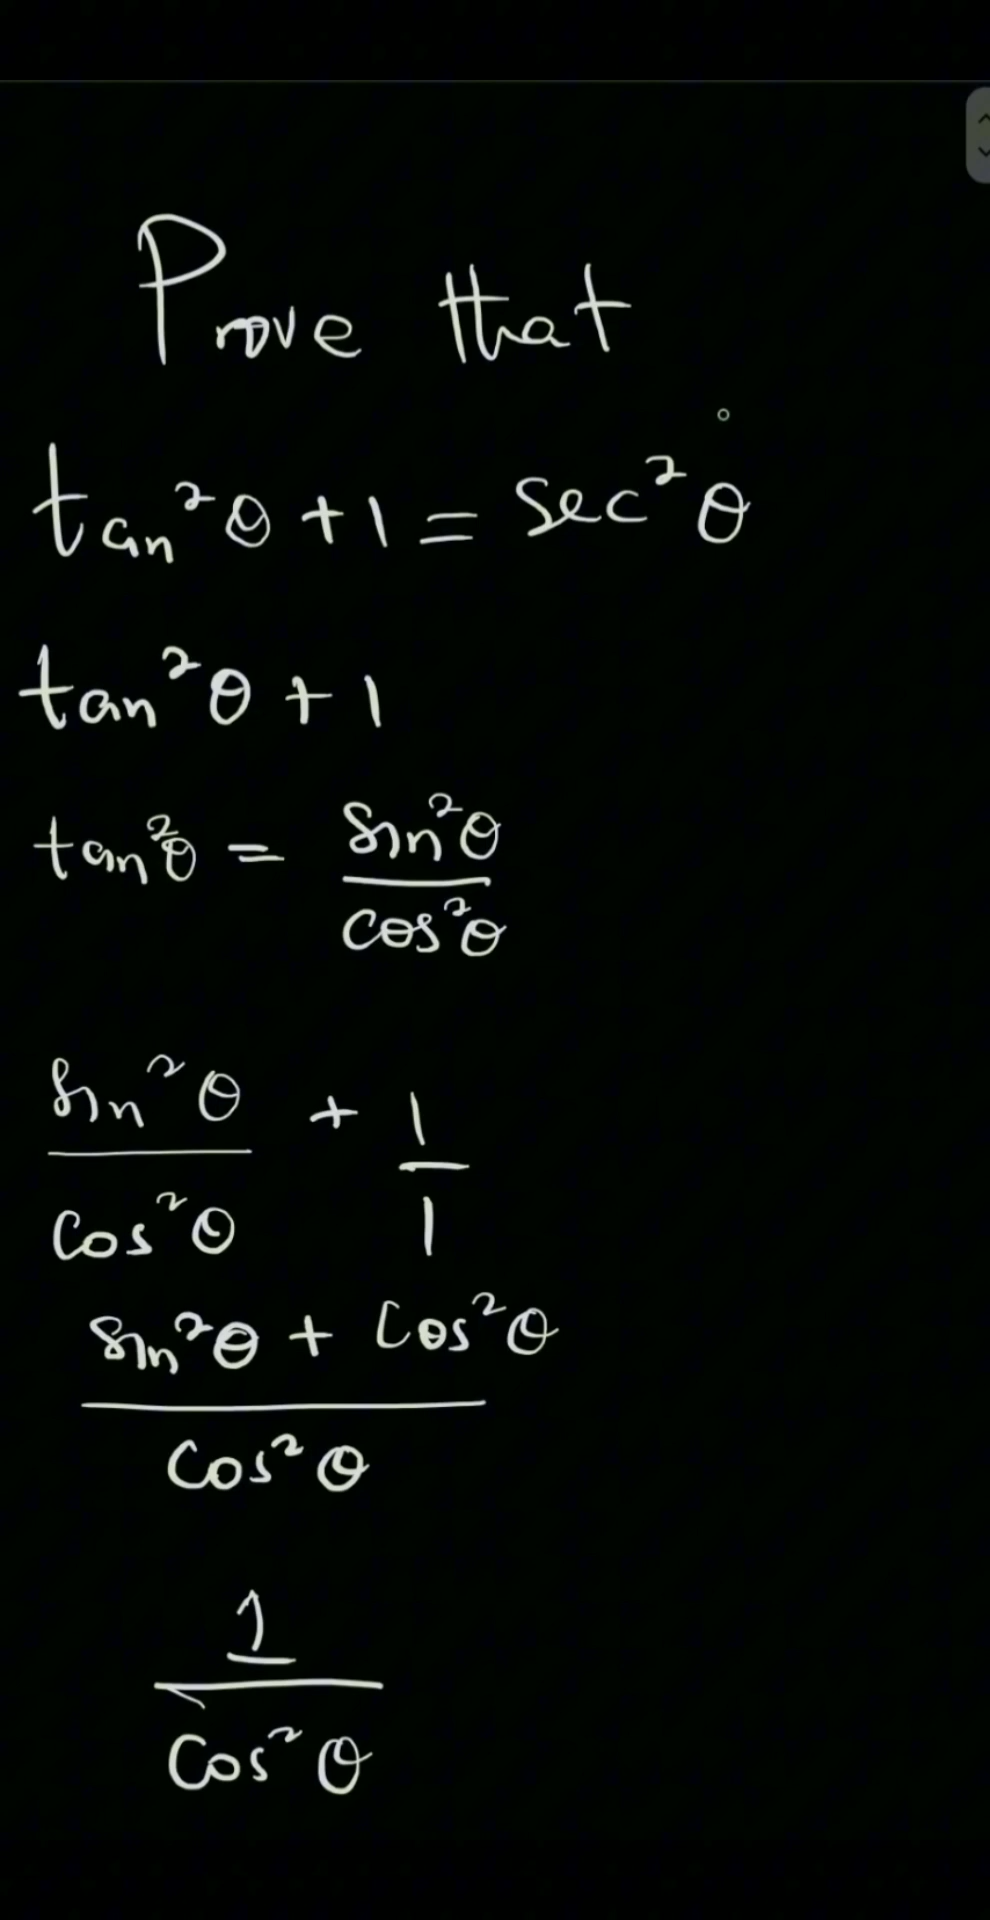 Prove that
tan²θ + 1 = sec²θ
tan²θ + 1
tan²θ = sin²θ
cos²θ
sin²θ + 1
cos²θ 1
sin²θ + cos²θ
cos²θ
1
cos²θ